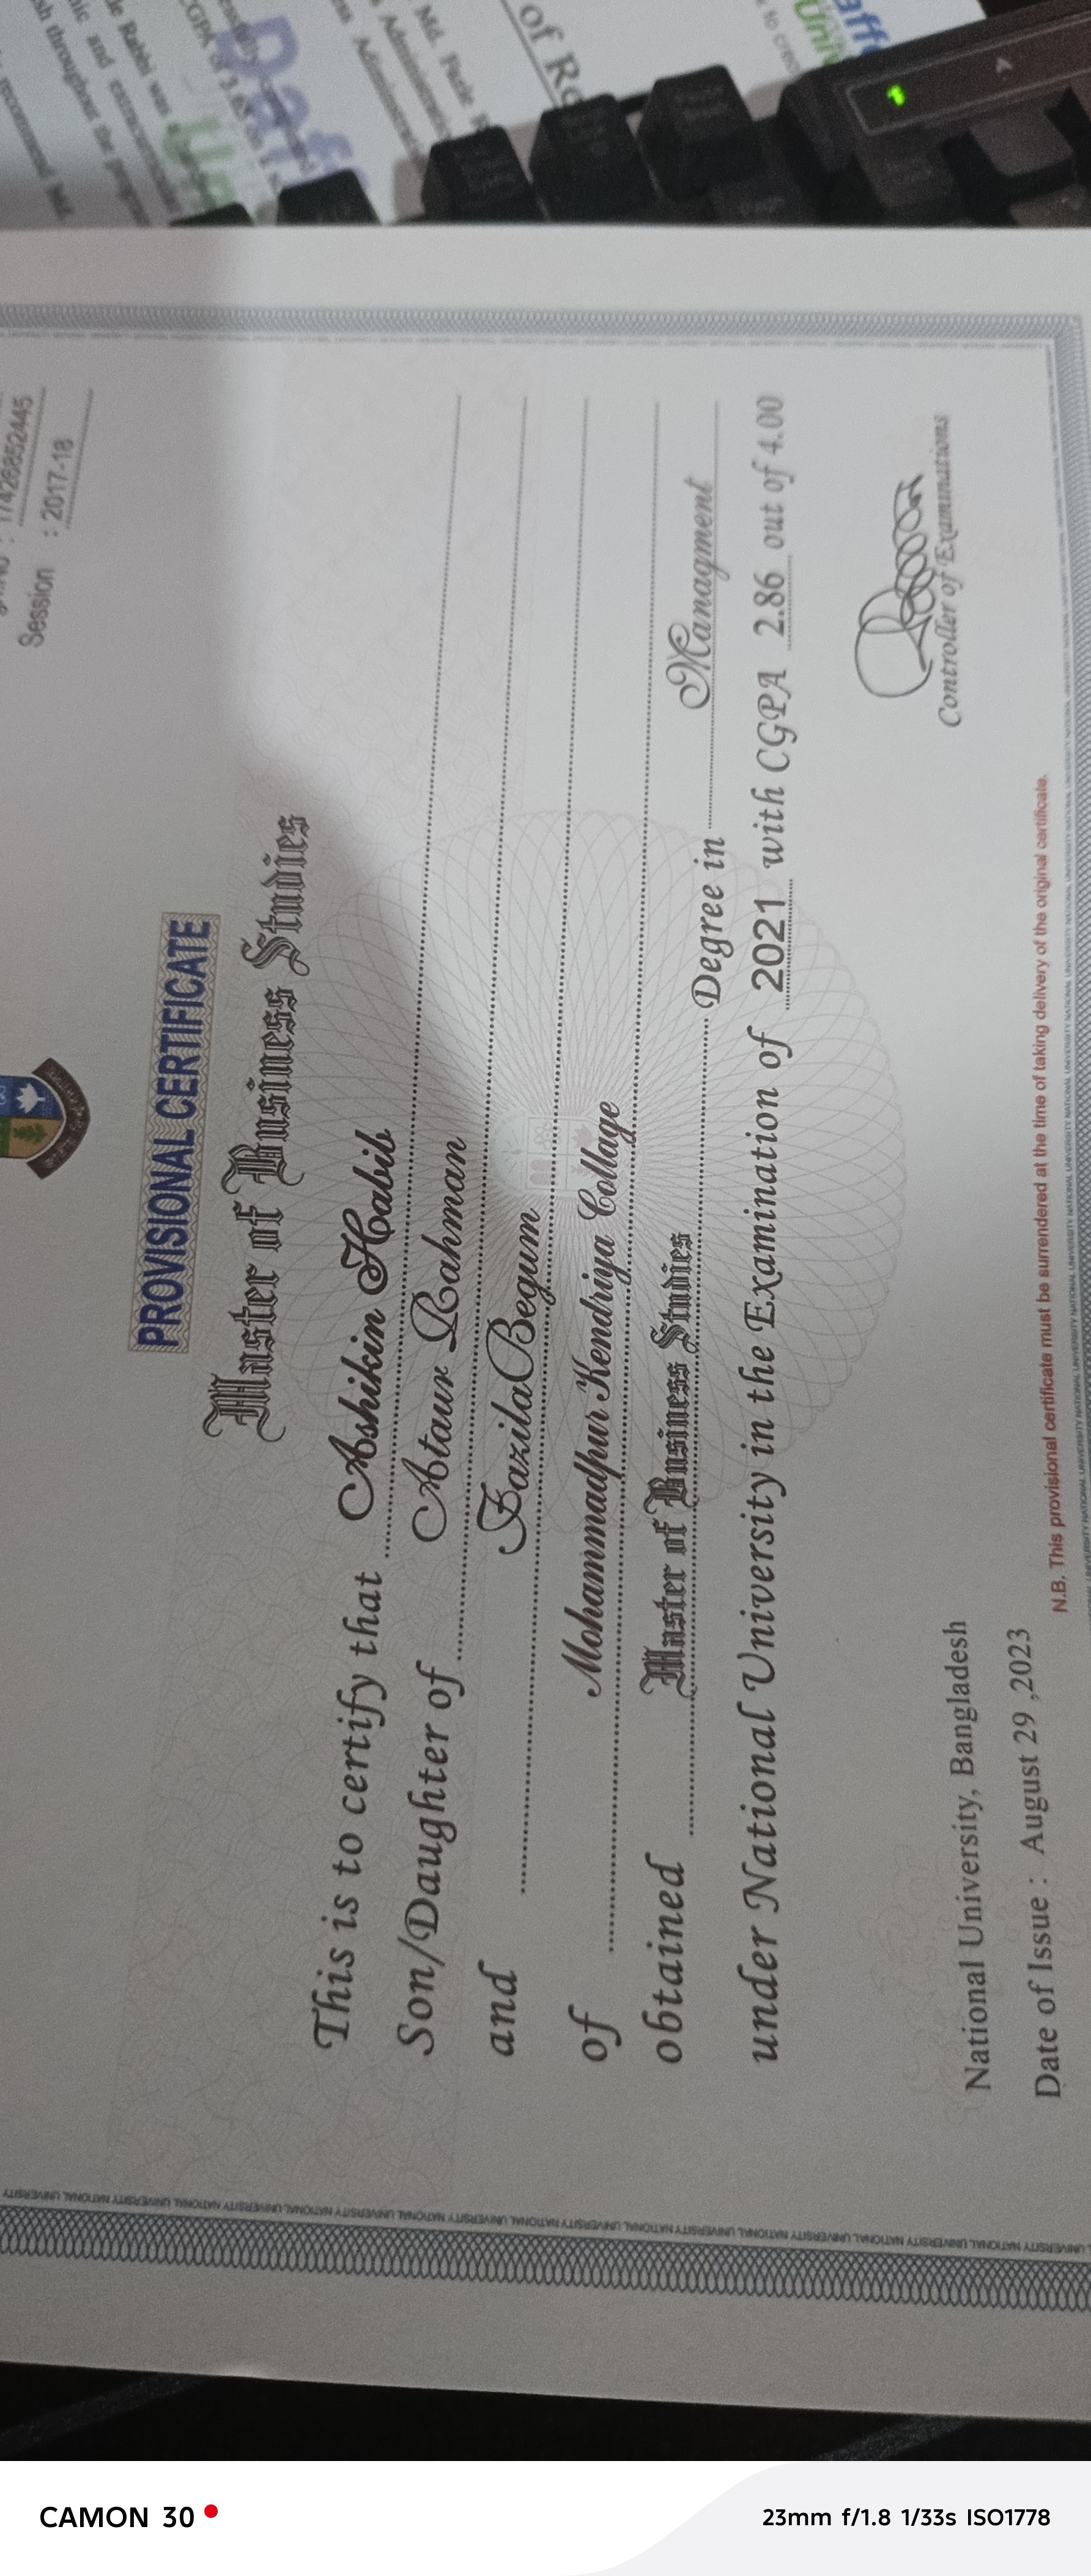 17426852445
Session : 2017-18
PROVISIONAL CERTIFICATE
Master of Business Studies
This is to certify that Ashikin Habib
Son/Daughter of Ataur Rahman
and Fazila Begum
of Mohammadpur Kendriya Collage
obtained Master of Business Studies Degree in Managment
under National University in the Examination of 2021 with CGPA 2.86 out of 4.00
Controller of Examinations
National University, Bangladesh
Date of Issue : August 29 ,2023
N.B. This provisional certificate must be surrendered at the time of taking delivery of the original certificate.
CAMON 30
23mm f/1.8 1/33s ISO1778